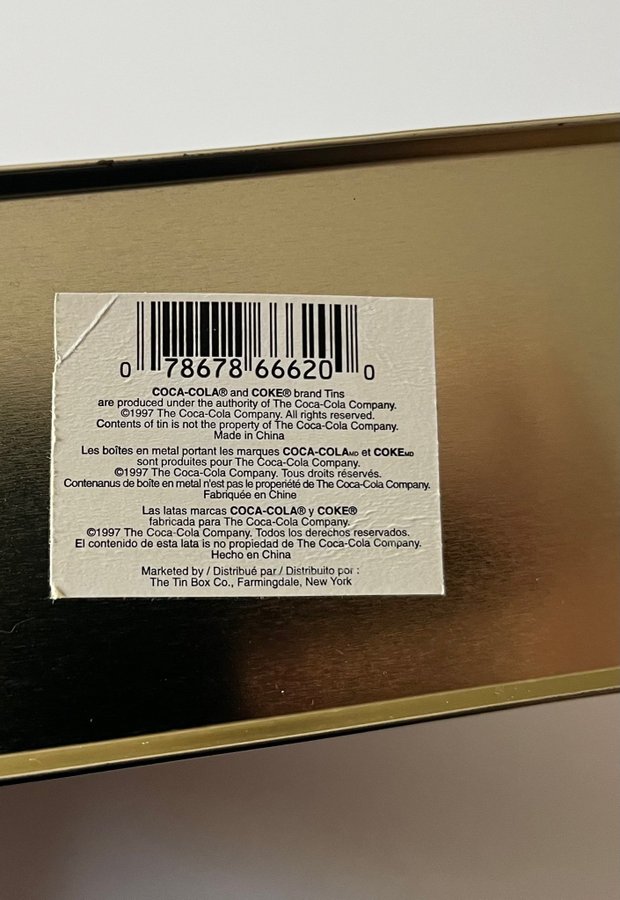 0 78678 66620 0
COCA-COLA® and COKE® brand Tins
are produced under the authority of The Coca-Cola Company.
©1997 The Coca-Cola Company. All rights reserved.
Contents of tin is not the property of The Coca-Cola Company.
Made in China
Les boîtes en metal portant les marques COCA-COLA MD et COKE MD
sont produites pour The Coca-Cola Company.
©1997 The Coca-Cola Company. Tous droits réservés.
Contenanus de boîte en metal n'est pas le properiété de The Coca-Cola Company.
Fabriquée en Chine
Las latas marcas COCA-COLA® y COKE®
fabricada para The Coca-Cola Company.
©1997 The Coca-Cola Company. Todos los derechos reservados.
El contenido de esta lata no is propiedad de The Coca-Cola Company.
Hecho en China
Marketed by / Distribué par / Distribuito por :
The Tin Box Co., Farmingdale, New York